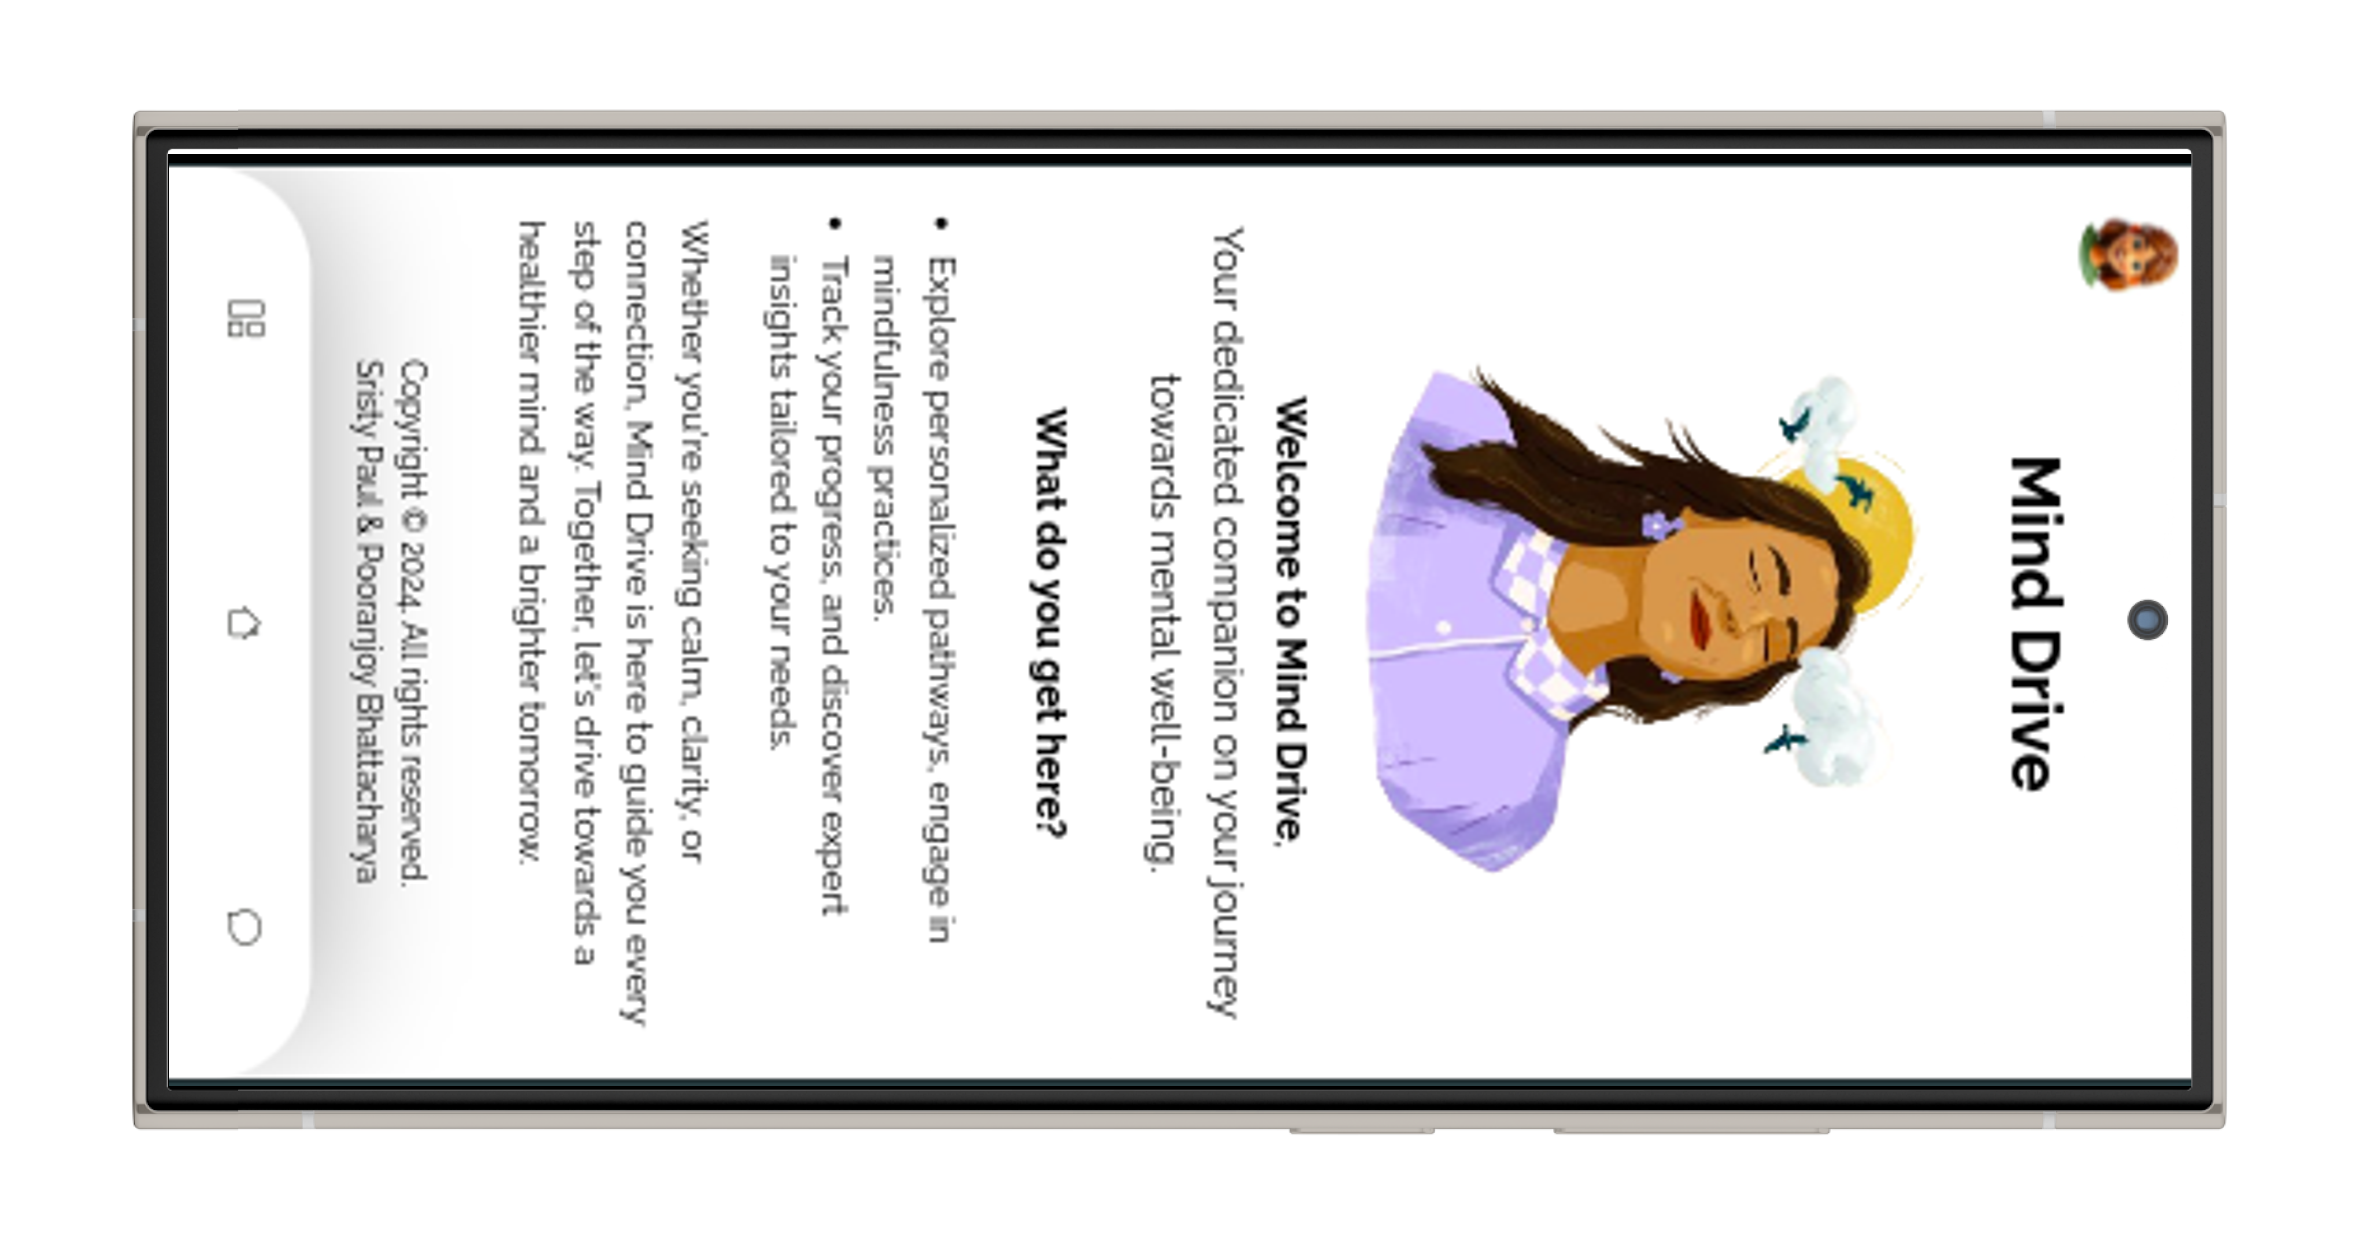 Mind Drive
Welcome to Mind Drive,
Your dedicated companion on your journey
towards mental well-being.
What do you get here?
• Explore personalized pathways, engage in
mindfulness practices.
• Track your progress, and discover expert
insights tailored to your needs.
Whether you're seeking calm, clarity, or
connection, Mind Drive is here to guide you every
step of the way. Together, let's drive towards a
healthier mind and a brighter tomorrow.
Copyright © 2024. All rights reserved.
Sristy Paul & Pooranjoy Bhattacharya